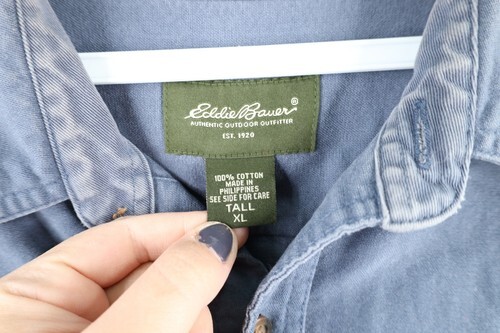 Eddie Bauer®
AUTHENTIC OUTDOOR OUTFITTER
EST. 1920
100% COTTON
MADE IN
PHILIPPINES
SEE SIDE FOR CARE
TALL
XL